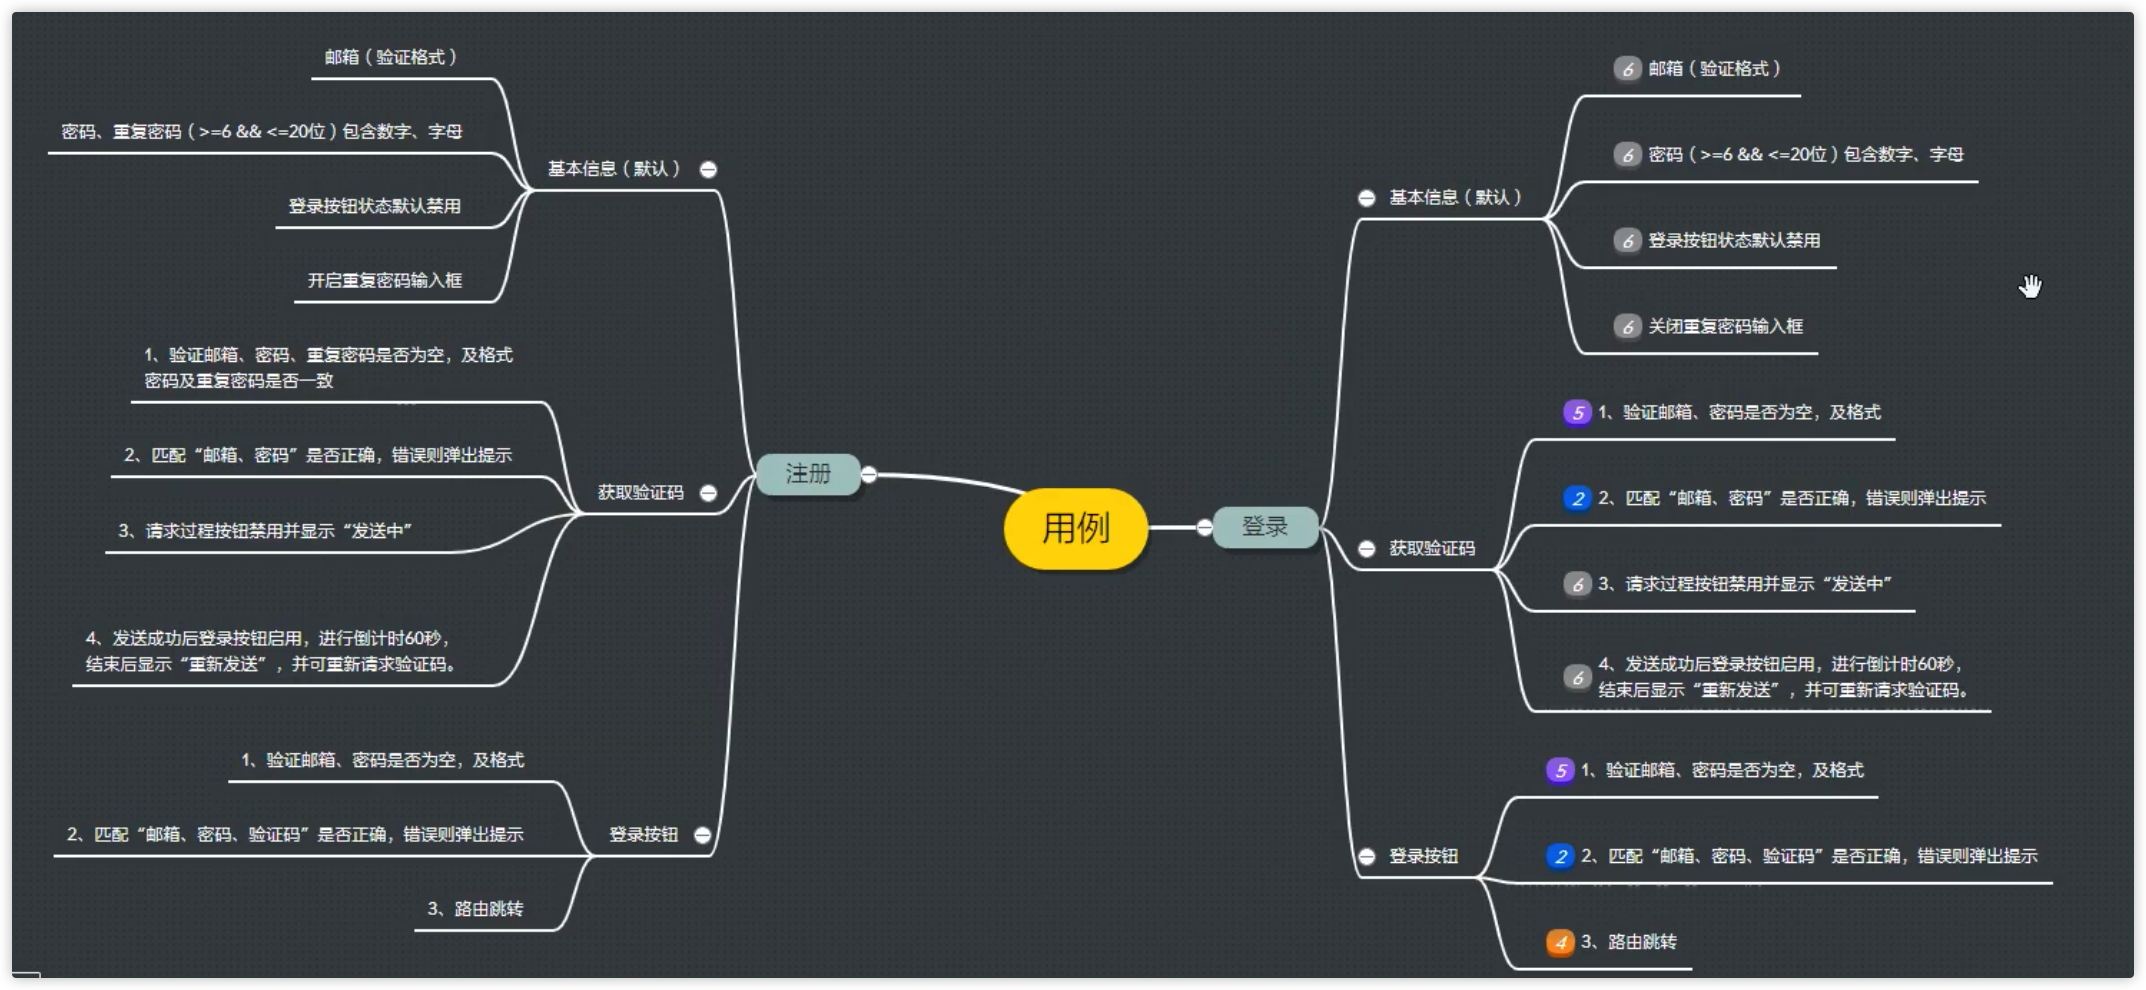 用例
注册
基本信息（默认）
邮箱（验证格式）
密码、重复密码（>=6 && <=20位）包含数字、字母
登录按钮状态默认禁用
开启重复密码输入框
获取验证码
1、验证邮箱、密码、重复密码是否为空，及格式
密码及重复密码是否一致
2、匹配“邮箱、密码”是否正确，错误则弹出提示
3、请求过程按钮禁用并显示“发送中”
4、发送成功后登录按钮启用，进行倒计时60秒，
结束后显示“重新发送”，并可重新请求验证码。
登录按钮
1、验证邮箱、密码是否为空，及格式
2、匹配“邮箱、密码、验证码”是否正确，错误则弹出提示
3、路由跳转
登录
基本信息（默认）
6 邮箱（验证格式）
6 密码（>=6 && <=20位）包含数字、字母
6 登录按钮状态默认禁用
6 关闭重复密码输入框
获取验证码
5 1、验证邮箱、密码是否为空，及格式
2 2、匹配“邮箱、密码”是否正确，错误则弹出提示
6 3、请求过程按钮禁用并显示“发送中”
6 4、发送成功后登录按钮启用，进行倒计时60秒，
结束后显示“重新发送”，并可重新请求验证码。
登录按钮
5 1、验证邮箱、密码是否为空，及格式
2 2、匹配“邮箱、密码、验证码”是否正确，错误则弹出提示
4 3、路由跳转